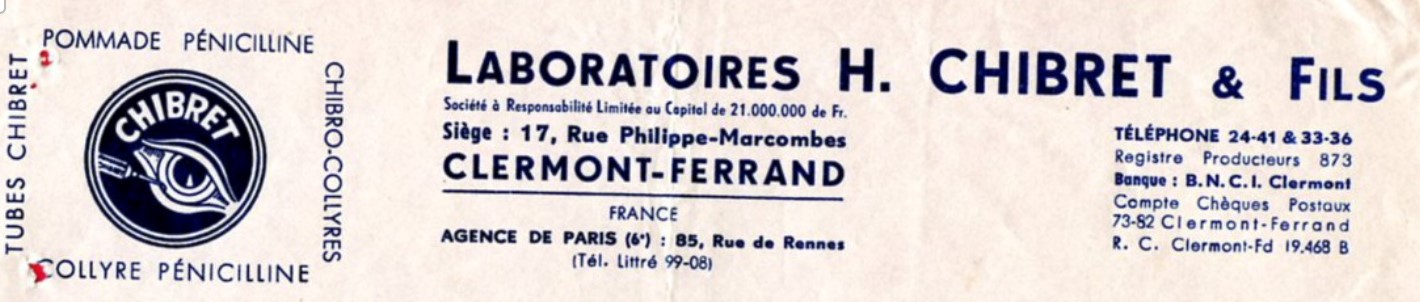 POMMADE PÉNICILLINE
TUBES CHIBRET
CHIBRET
CHIBRO-COLLYRES
COLLYRE PÉNICILLINE
LABORATOIRES H. CHIBRET & FILS
Société à Responsabilité Limitée au Capital de 21.000.000 de Fr.
Siège : 17, Rue Philippe-Marcombes
CLERMONT-FERRAND
FRANCE
AGENCE DE PARIS (6ᵉ) : 85, Rue de Rennes
(Tél. Littré 99-08)
TÉLÉPHONE 24-41 & 33-36
Registre Producteurs 873
Banque : B.N.C.I. Clermont
Compte Chèques Postaux
73-82 Clermont-Ferrand
R. C. Clermont-Fd 19.468 B